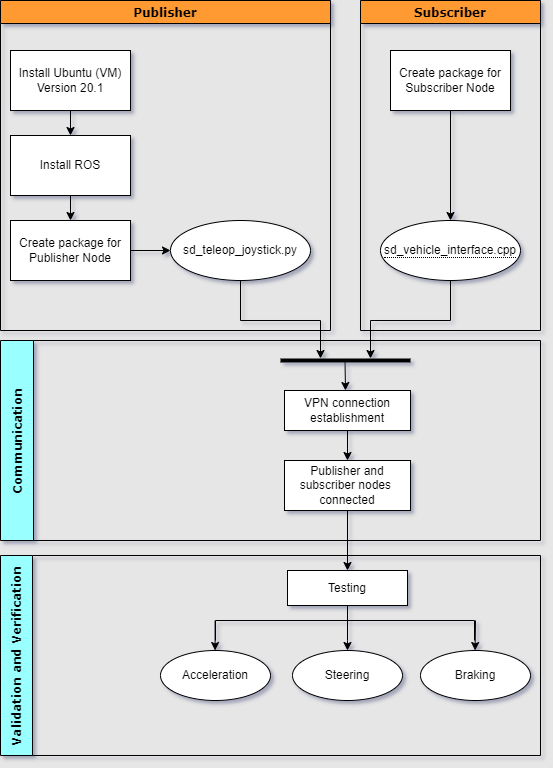 Publisher
Install Ubuntu (VM)
Version 20.1
Install ROS
Create package for
Publisher Node
sd_teleop_joystick.py
Subscriber
Create package for
Subscriber Node
sd_vehicle_interface.cpp
Communication
VPN connection
establishment
Publisher and
subscriber nodes
connected
Validation and Verification
Testing
Acceleration
Steering
Braking